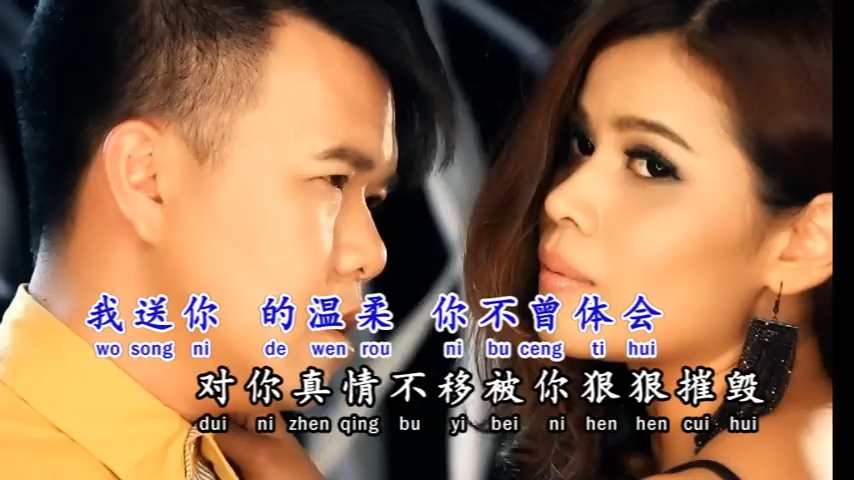 我送你 的温柔 你不曾体会
wo song ni de wen rou ni bu ceng ti hui
对你真情不移被你狠狠摧毁
dui ni zhen qing bu yi bei ni hen hen cui hui